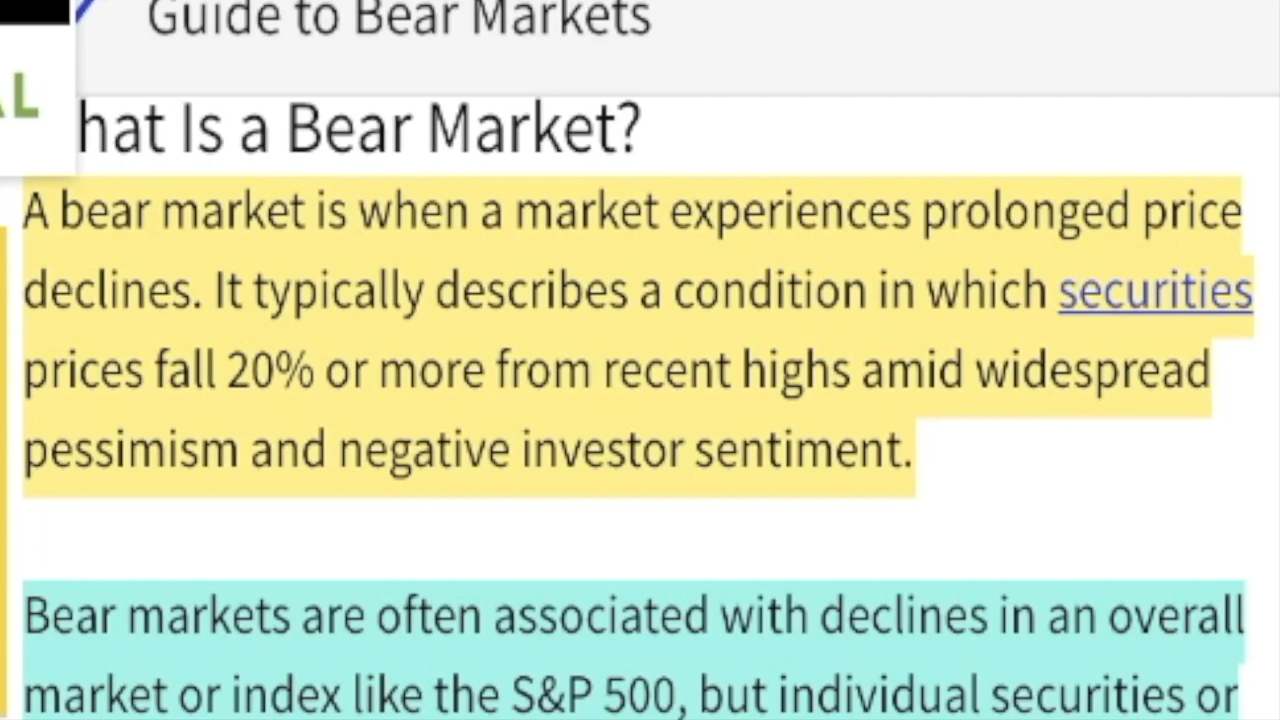 Guide to Bear Markets
AL
hat Is a Bear Market?
A bear market is when a market experiences prolonged price
declines. It typically describes a condition in which securities
prices fall 20% or more from recent highs amid widespread
pessimism and negative investor sentiment.
Bear markets are often associated with declines in an overall
market or index like the S&P 500, but individual securities or